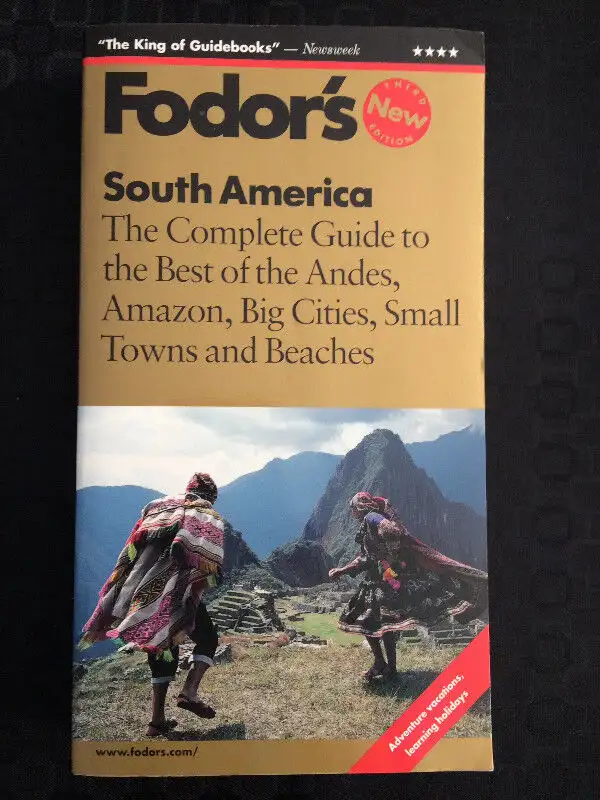 “The King of Guidebooks” — Newsweek
★★★★
Fodor's
THIRD
New
EDITION
South America
The Complete Guide to
the Best of the Andes,
Amazon, Big Cities, Small
Towns and Beaches
Adventure vacations,
learning holidays
www.fodors.com/